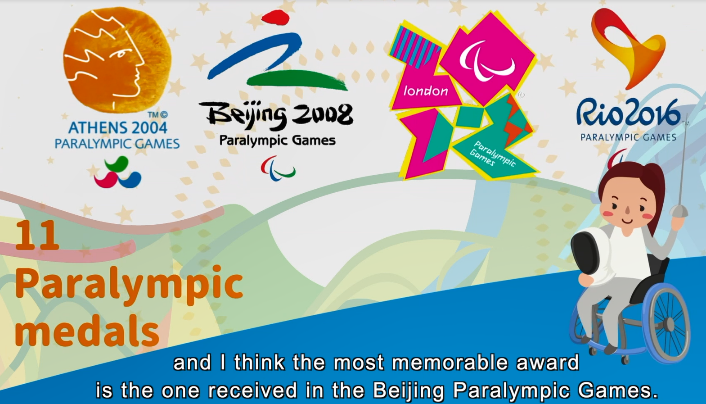 ATHENS 2004
PARALYMPIC GAMES
TM©
Beijing 2008
Paralympic Games
london
Paralympic
Games
Rio2016
PARALYMPIC GAMES
11
Paralympic
medals
and I think the most memorable award
is the one received in the Beijing Paralympic Games.